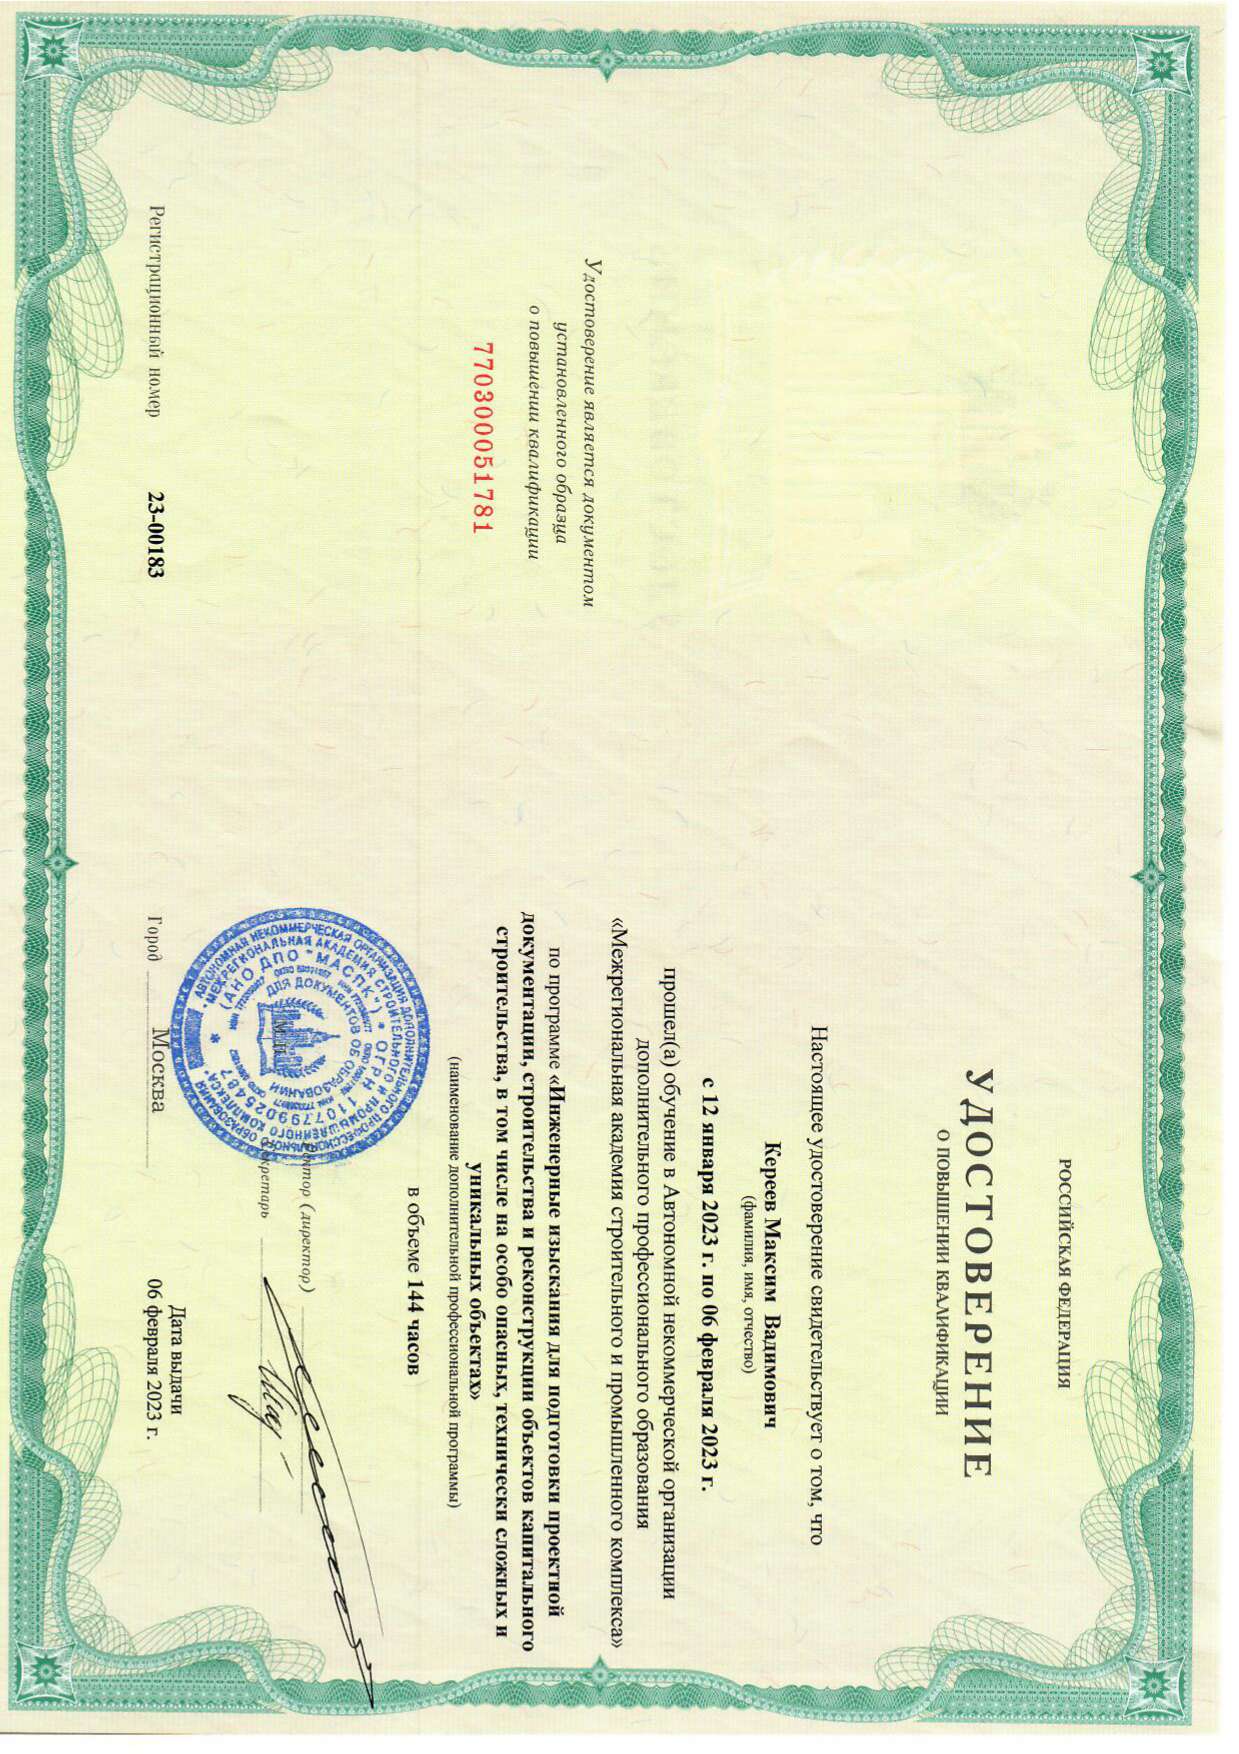 РОССИЙСКАЯ ФЕДЕРАЦИЯ
УДОСТОВЕРЕНИЕ
О ПОВЫШЕНИИ КВАЛИФИКАЦИИ
Настоящее удостоверение свидетельствует о том, что
Кереев Максим Вадимович
(фамилия, имя, отчество)
с 12 января 2023 г. по 06 февраля 2023 г.
прошел(а) обучение в Автономной некоммерческой организации
дополнительного профессионального образования
«Межрегиональная академия строительного и промышленного комплекса»
по программе «Инженерные изыскания для подготовки проектной
документации, строительства и реконструкции объектов капитального
строительства, в том числе на особо опасных, технически сложных и
уникальных объектах»
(наименование дополнительной профессиональной программы)
в объеме 144 часов
Ректор (директор)
Секретарь
М.П.
Дата выдачи
Город Москва
06 февраля 2023 г.
Удостоверение является документом
установленного образца
о повышении квалификации
770300051781
Регистрационный номер 23-00183
АВТОНОМНАЯ НЕКОММЕРЧЕСКАЯ ОРГАНИЗАЦИЯ ДОПОЛНИТЕЛЬНОГО ПРОФЕССИОНАЛЬНОГО ОБРАЗОВАНИЯ
"МЕЖРЕГИОНАЛЬНАЯ АКАДЕМИЯ СТРОИТЕЛЬНОГО И ПРОМЫШЛЕННОГО КОМПЛЕКСА"
(АНО ДПО "МАСПК") * ОГРН 1107799025487
ДЛЯ ДОКУМЕНТОВ ОБ ОБРАЗОВАНИИ